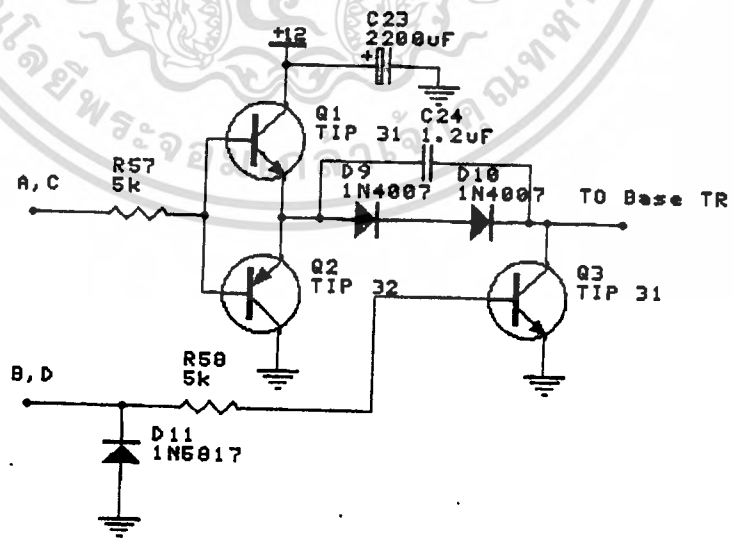 +12
C23
2200uF
+
Q1
TIP 31
C24
1.2uF
R57
5k
A,C
D9
1N4007
D10
1N4007
TO Base TR
Q2
TIP 32
Q3
TIP 31
R58
5k
B,D
D11
1N5817